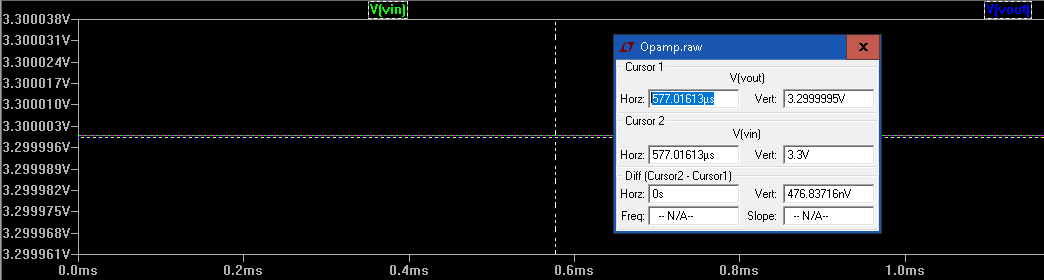 V(vin)
V(vout)
3.300038V
3.300031V
3.300024V
3.300017V
3.300010V
3.300003V
3.299996V
3.299989V
3.299982V
3.299975V
3.299968V
3.299961V
0.0ms
0.2ms
0.4ms
0.6ms
0.8ms
1.0ms
Opamp.raw
x
Cursor 1
V(vout)
Horz: 577.01613µs Vert: 3.2999995V
Cursor 2
V(vin)
Horz: 577.01613µs Vert: 3.3V
Diff (Cursor2 - Cursor1)
Horz: 0s Vert: 476.83716nV
Freq: -- N/A-- Slope: -- N/A--